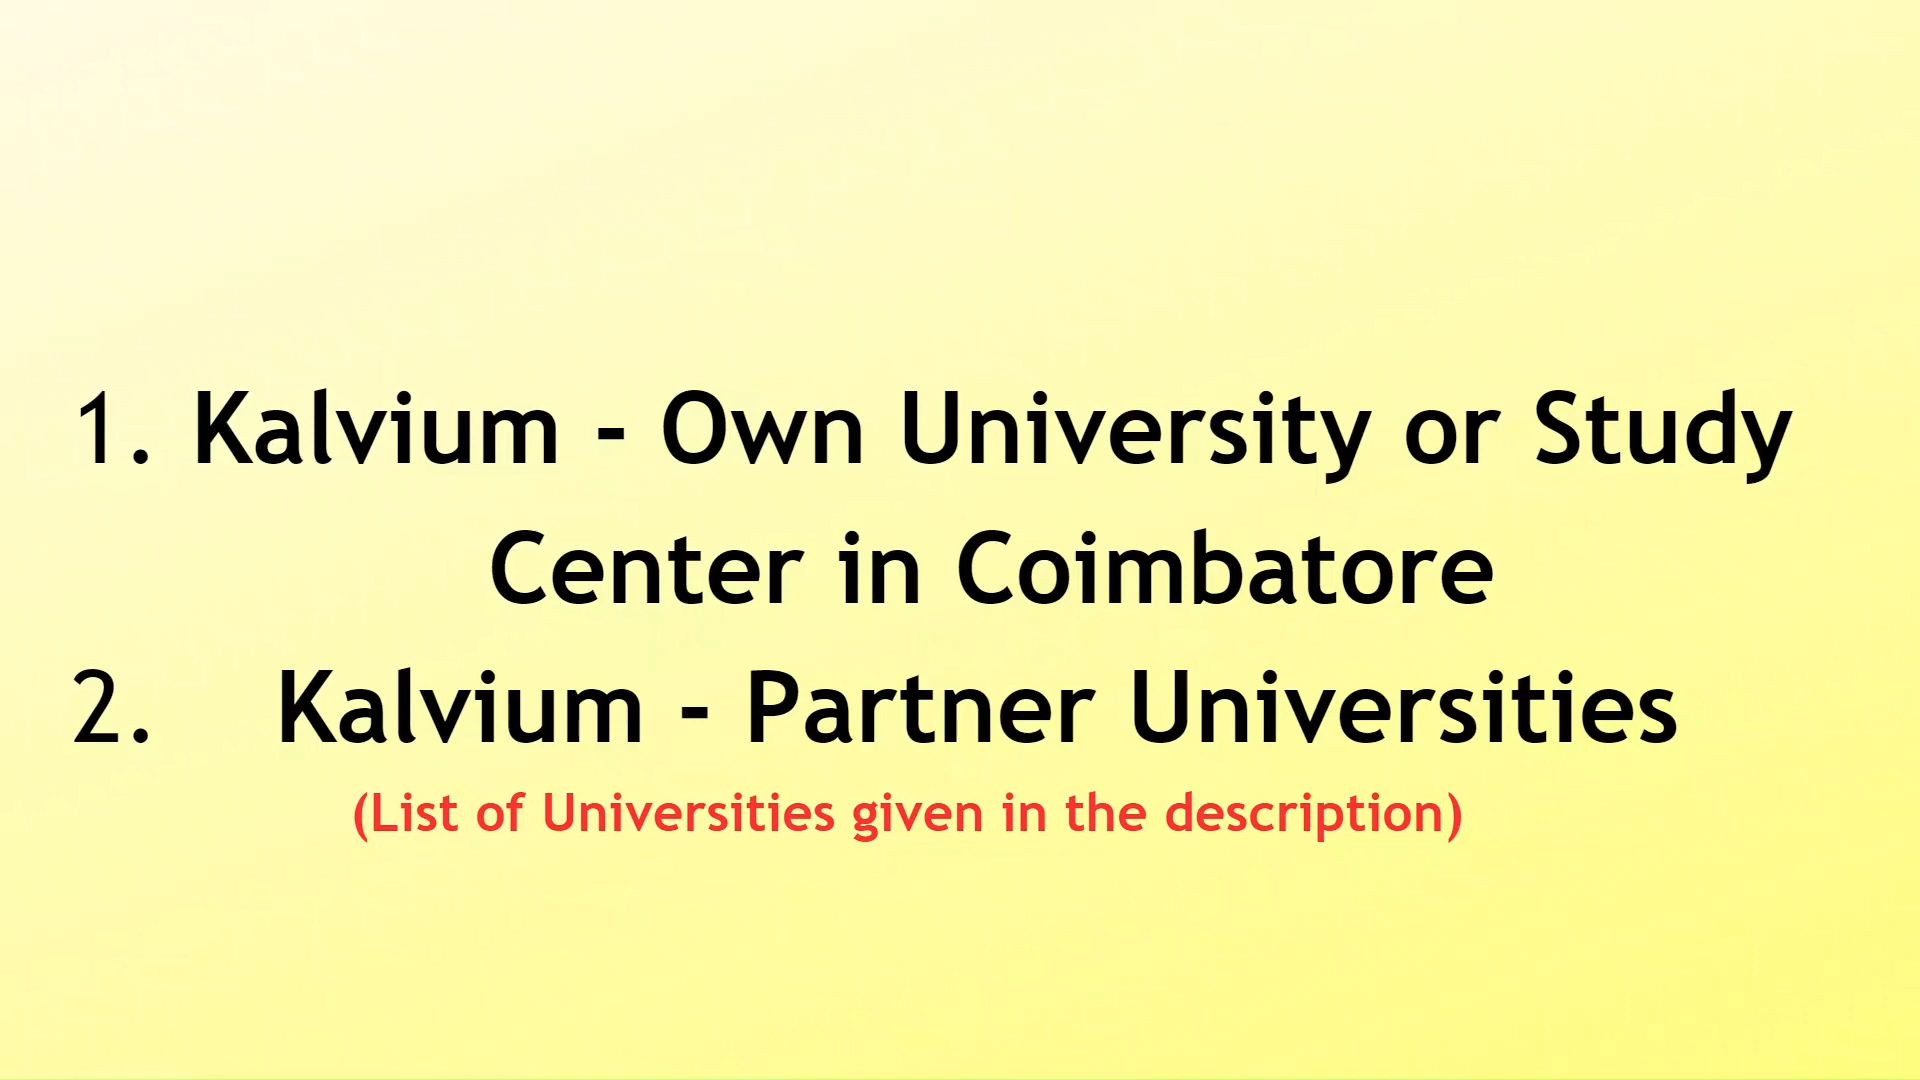 1. Kalvium - Own University or Study
Center in Coimbatore
2. Kalvium - Partner Universities
(List of Universities given in the description)